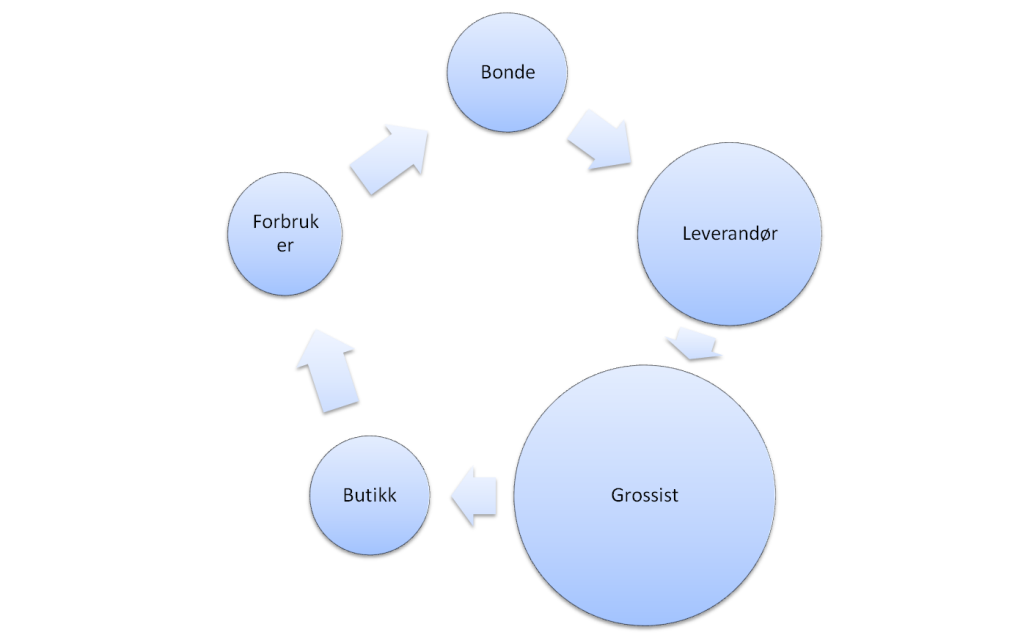 Bonde
Leverandør
Grossist
Butikk
Forbruk
er